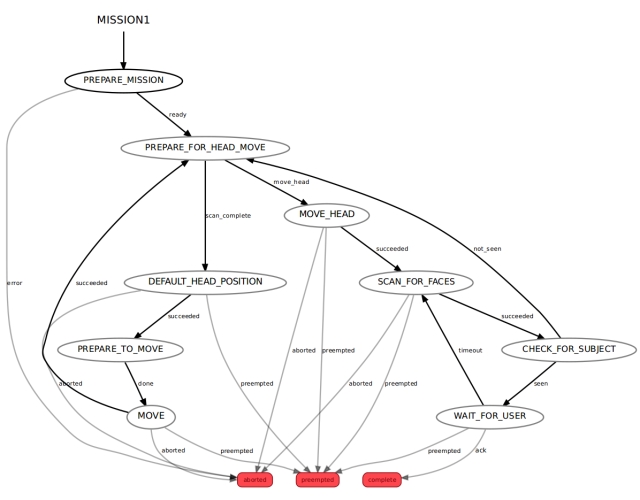 MISSION1
PREPARE_MISSION
ready
PREPARE_FOR_HEAD_MOVE
move_head
scan_complete
MOVE_HEAD
not_seen
succeeded
error
succeeded
DEFAULT_HEAD_POSITION
SCAN_FOR_FACES
succeeded
succeeded
PREPARE_TO_MOVE
aborted
preempted
timeout
CHECK_FOR_SUBJECT
aborted
done
preempted
aborted
preempted
seen
MOVE
WAIT_FOR_USER
aborted
preempted
preempted
ack
aborted
preempted
complete